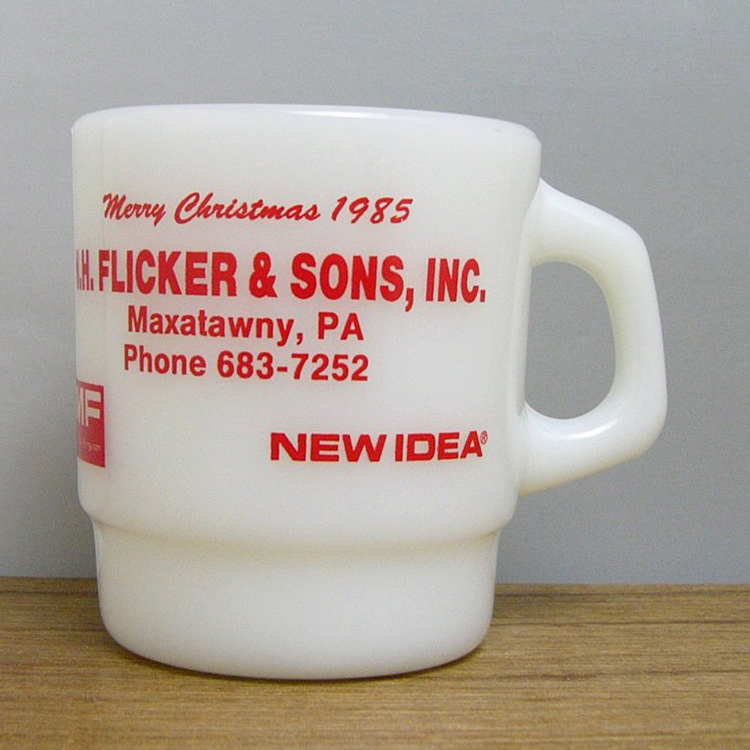 Merry Christmas 1985
.H. FLICKER & SONS, INC.
Maxatawny, PA
Phone 683-7252
MF
NEW IDEA®